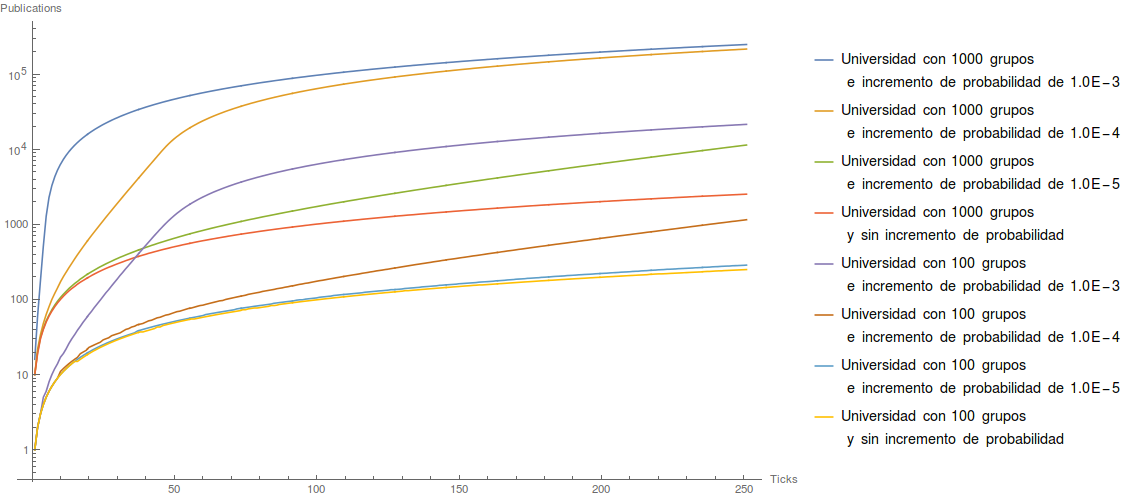 Publications
10^5
10^4
1000
100
10
1
50
100
150
200
250
Ticks
Universidad con 1000 grupos
e incremento de probabilidad de 1.0E-3
Universidad con 1000 grupos
e incremento de probabilidad de 1.0E-4
Universidad con 1000 grupos
e incremento de probabilidad de 1.0E-5
Universidad con 1000 grupos
y sin incremento de probabilidad
Universidad con 100 grupos
e incremento de probabilidad de 1.0E-3
Universidad con 100 grupos
e incremento de probabilidad de 1.0E-4
Universidad con 100 grupos
e incremento de probabilidad de 1.0E-5
Universidad con 100 grupos
y sin incremento de probabilidad